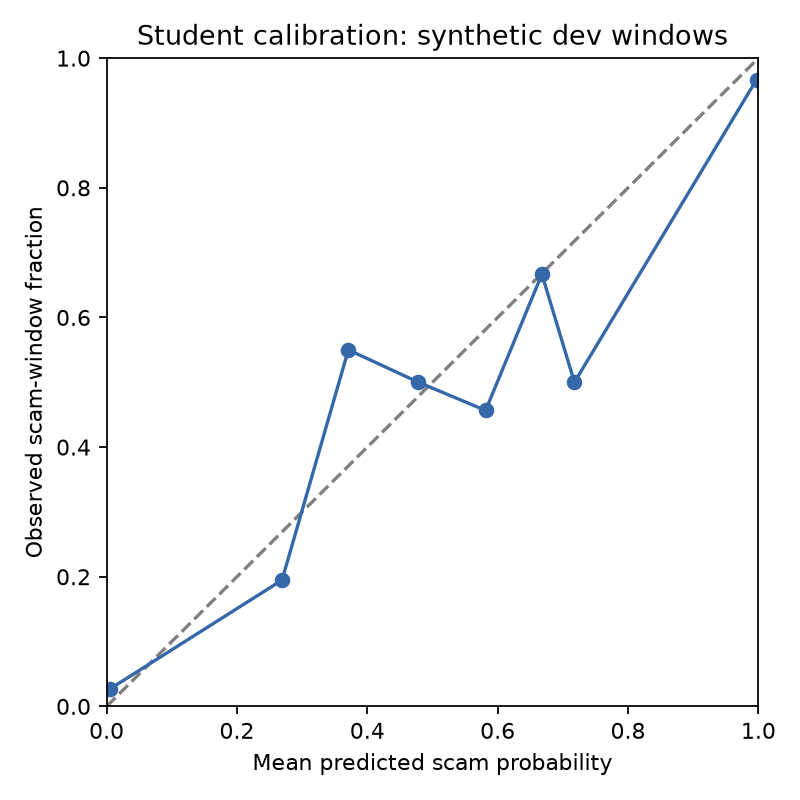 Student calibration: synthetic dev windows
1.0
0.8
0.6
0.4
0.2
0.0
Observed scam-window fraction
0.0 0.2 0.4 0.6 0.8 1.0
Mean predicted scam probability